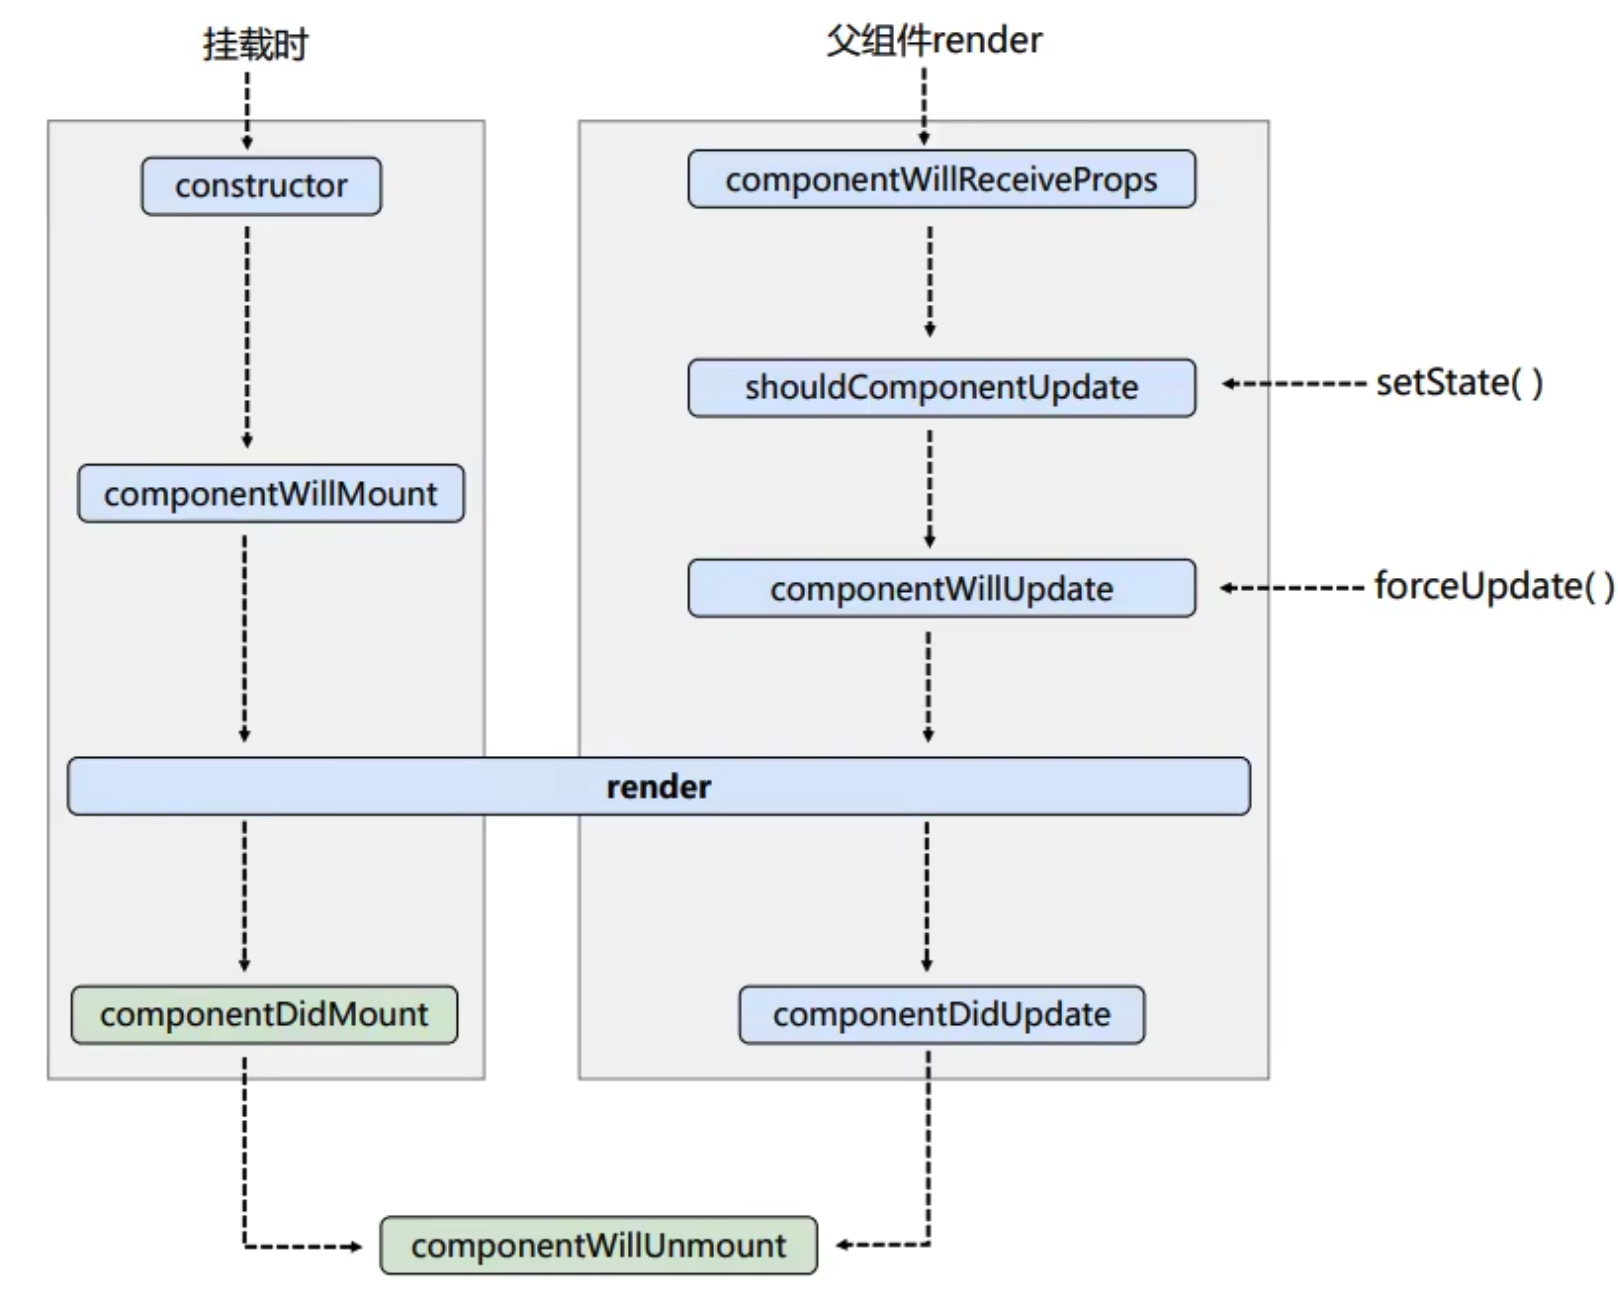 挂载时
constructor
componentWillMount
父组件render
componentWillReceiveProps
shouldComponentUpdate
setState( )
componentWillUpdate
forceUpdate( )
render
componentDidMount
componentDidUpdate
componentWillUnmount